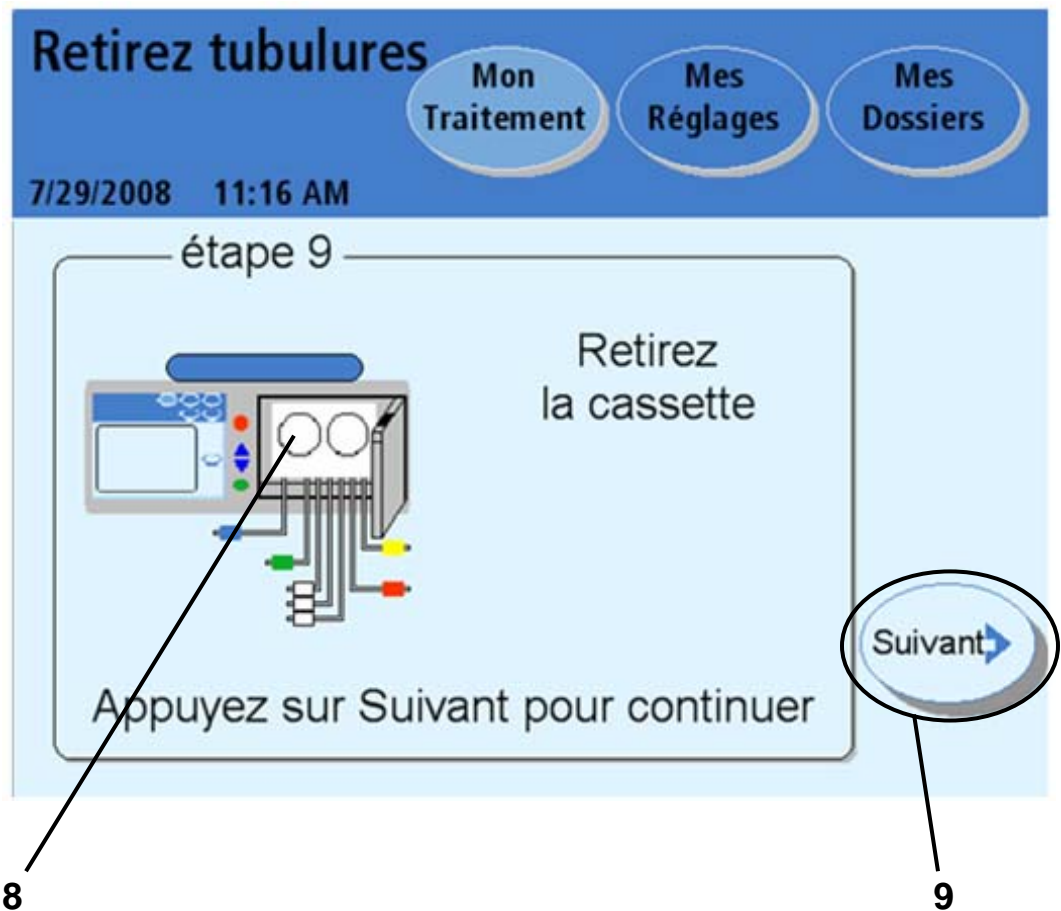 Retirez tubulures
Mon
Traitement
Mes
Réglages
Mes
Dossiers
7/29/2008 11:16 AM
étape 9
Retirez
la cassette
Suivant
Appuyez sur Suivant pour continuer
8
9